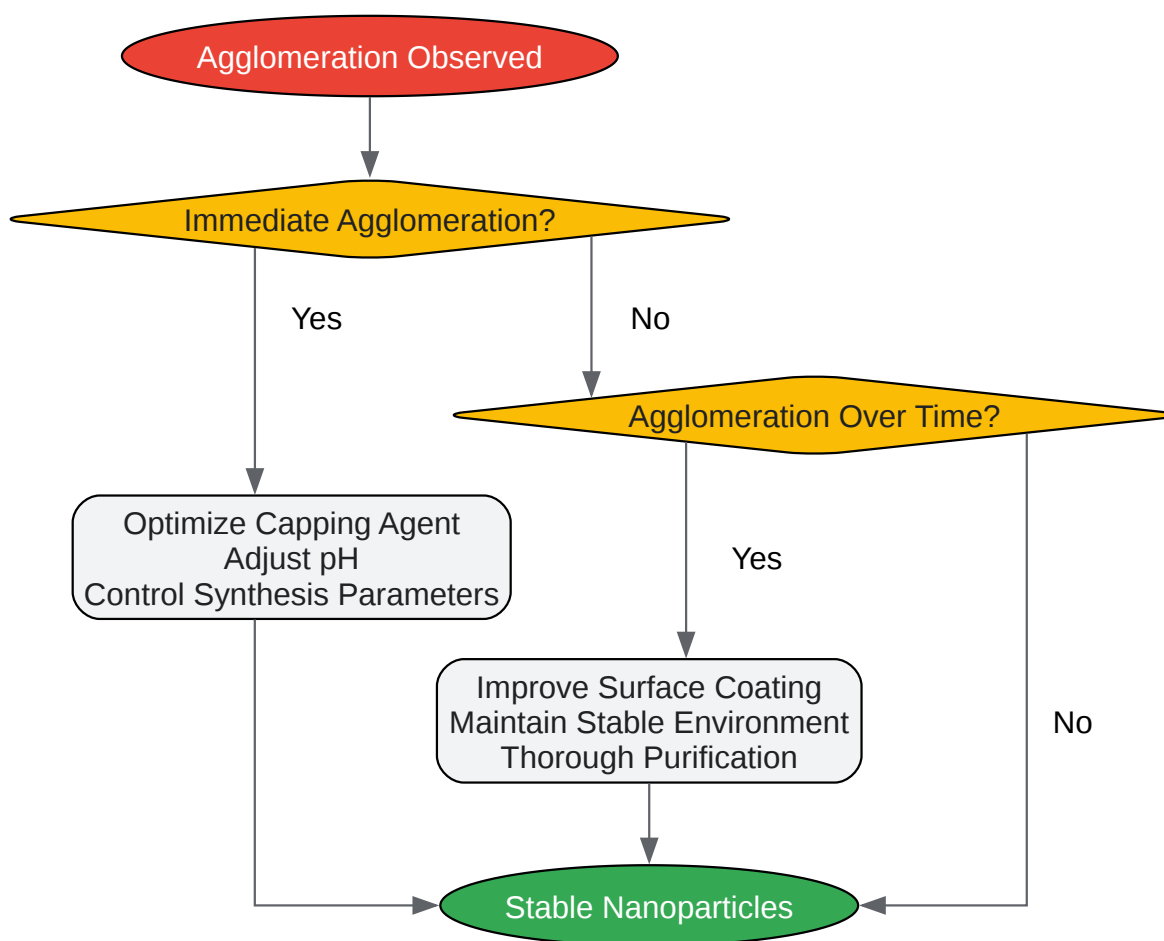 Agglomeration Observed
Immediate Agglomeration?
Yes
No
Agglomeration Over Time?
Optimize Capping Agent
Adjust pH
Control Synthesis Parameters
Yes
Improve Surface Coating
Maintain Stable Environment
Thorough Purification
No
Stable Nanoparticles